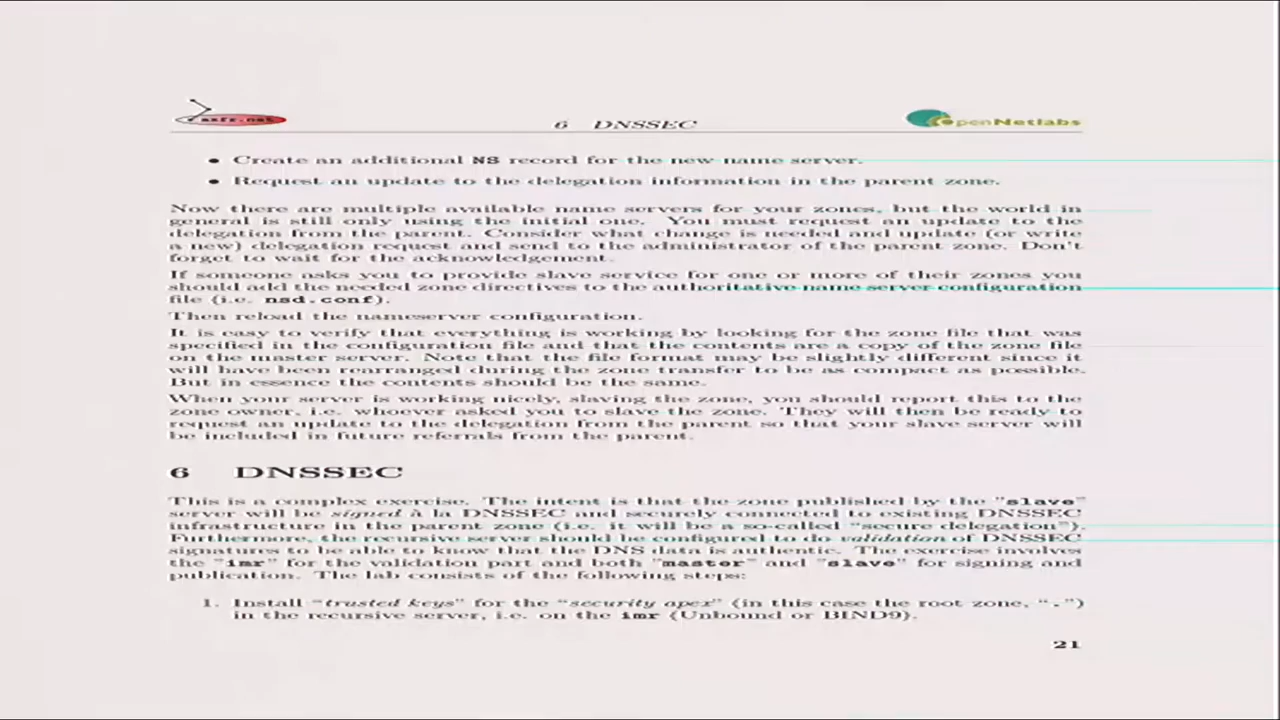 axfr.net
6 DNSSEC
OpenNetlabs
• Create an additional NS record for the new name server.
• Request an update to the delegation information in the parent zone.
Now there are multiple available name servers for your zones, but the world in
general is still only using the initial one. You must request an update to the
delegation from the parent. Consider what change is needed and update (or write
a new) delegation request and send to the administrator of the parent zone. Don't
forget to wait for the acknowledgement.
If someone asks you to provide slave service for one or more of their zones you
should add the needed zone directives to the authoritative name server configuration
file (i.e. nsd.conf).
Then reload the nameserver configuration.
It is easy to verify that everything is working by looking for the zone file that was
specified in the configuration file and that the contents are a copy of the zone file
on the master server. Note that the file format may be slightly different since it
will have been rearranged during the zone transfer to be as compact as possible.
But in essence the contents should be the same.
When your server is working nicely, slaving the zone, you should report this to the
zone owner, i.e. whoever asked you to slave the zone. They will then be ready to
request an update to the delegation from the parent so that your slave server will
be included in future referrals from the parent.
6 DNSSEC
This is a complex exercise. The intent is that the zone published by the "slave"
server will be signed à la DNSSEC and securely connected to existing DNSSEC
infrastructure in the parent zone (i.e. it will be a so-called "secure delegation").
Furthermore, the recursive server should be configured to do validation of DNSSEC
signatures to be able to know that the DNS data is authentic. The exercise involves
the "imr" for the validation part and both "master" and "slave" for signing and
publication. The lab consists of the following steps:
1. Install "trusted keys" for the "security apex" (in this case the root zone, ".")
in the recursive server, i.e. on the imr (Unbound or BIND9).
21